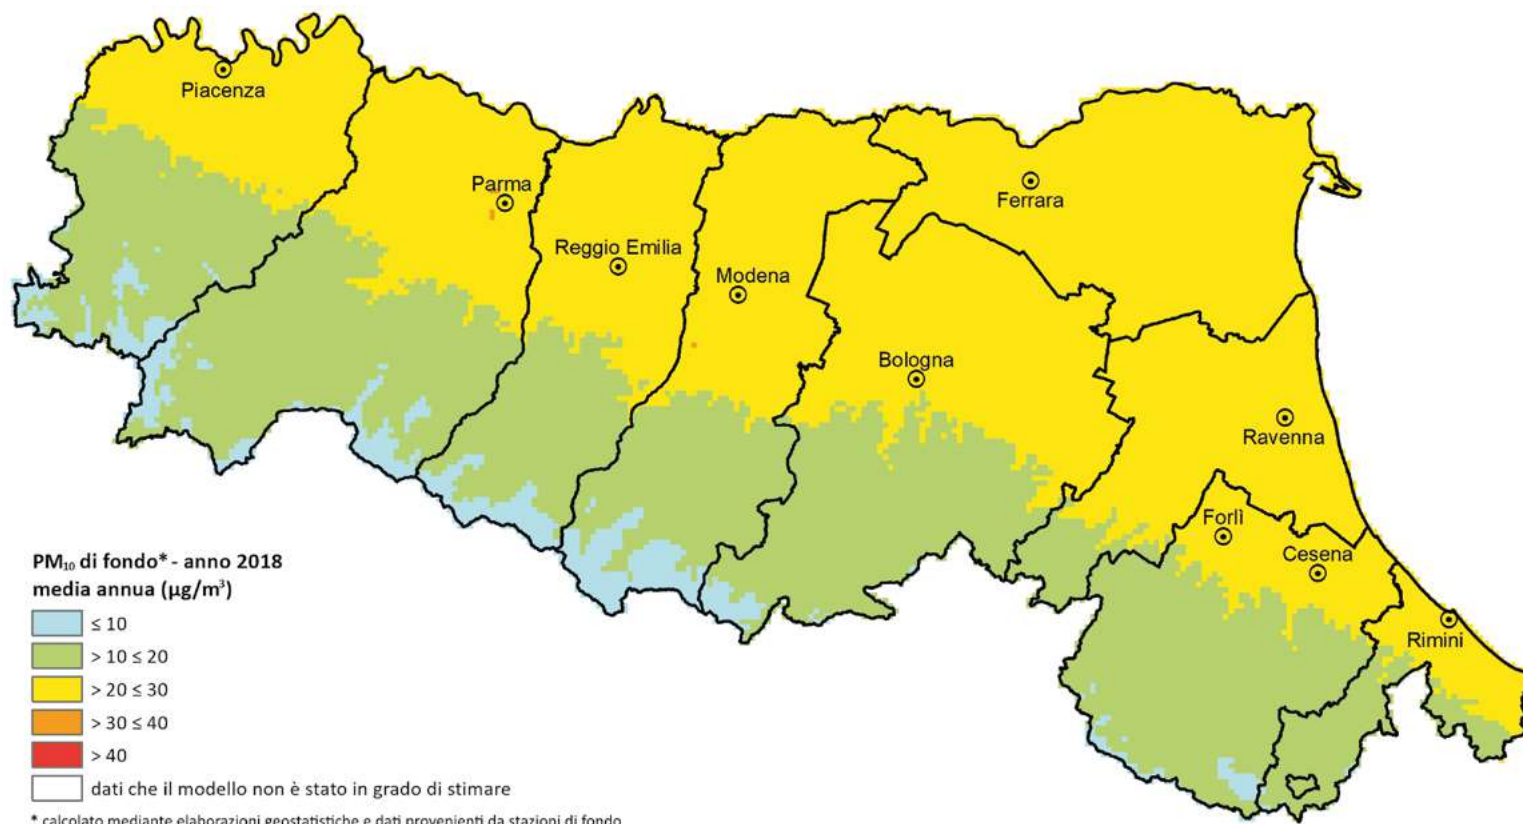 Piacenza
Parma
Ferrara
Reggio Emilia
Modena
Bologna
Ravenna
Forlì
Cesena
Rimini
PM₁₀ di fondo* - anno 2018
media annua (µg/m³)
≤ 10
> 10 ≤ 20
> 20 ≤ 30
> 30 ≤ 40
> 40
dati che il modello non è stato in grado di stimare
* calcolato mediante elaborazioni geostatistiche e dati provenienti da stazioni di fondo